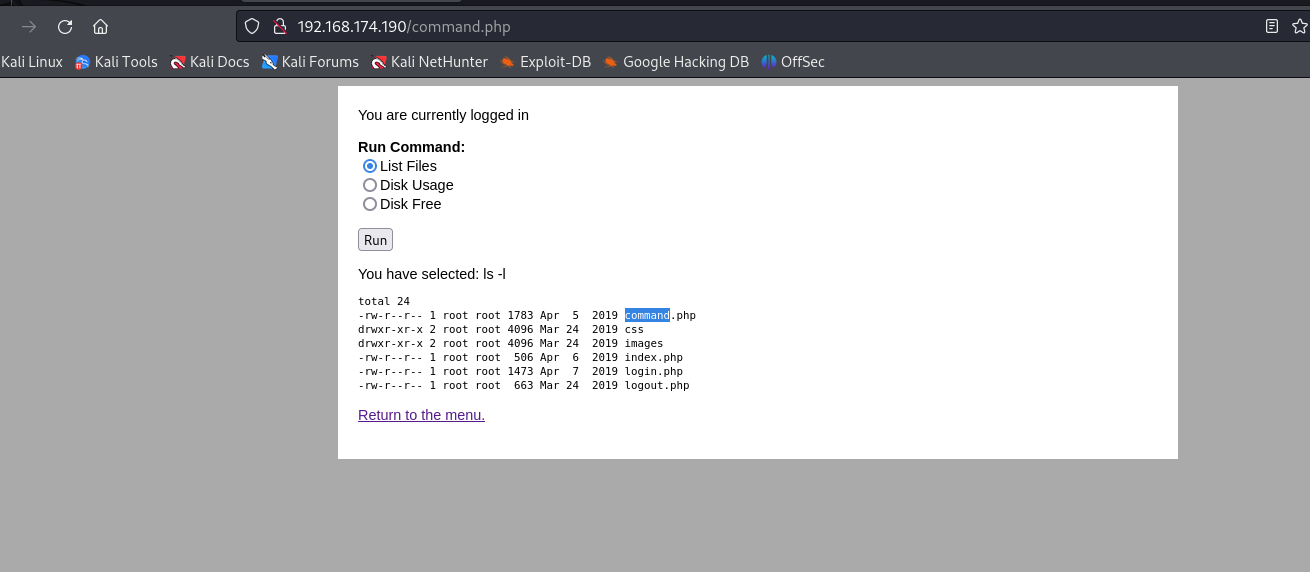 192.168.174.190/command.php
Kali Linux Kali Tools Kali Docs Kali Forums Kali NetHunter Exploit-DB Google Hacking DB OffSec
You are currently logged in
Run Command:
List Files
Disk Usage
Disk Free
Run
You have selected: ls -l
total 24
-rw-r--r-- 1 root root 1783 Apr  5  2019 command.php
drwxr-xr-x 2 root root 4096 Mar 24  2019 css
drwxr-xr-x 2 root root 4096 Mar 24  2019 images
-rw-r--r-- 1 root root  506 Apr  6  2019 index.php
-rw-r--r-- 1 root root 1473 Apr  7  2019 login.php
-rw-r--r-- 1 root root  663 Mar 24  2019 logout.php
Return to the menu.